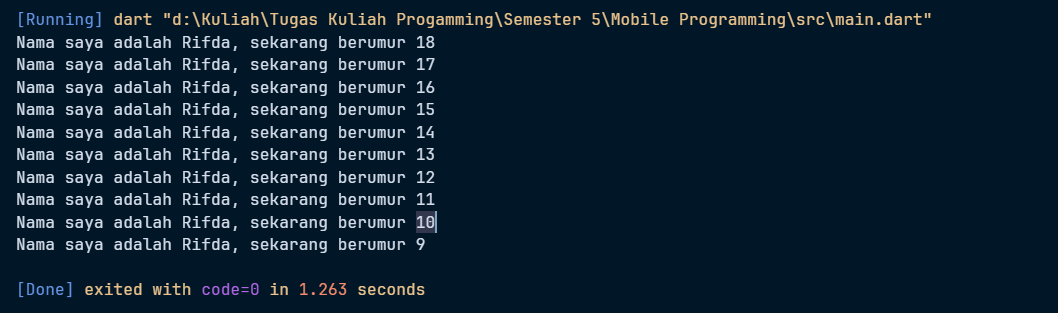 [Running] dart "d:\Kuliah\Tugas Kuliah Progamming\Semester 5\Mobile Programming\src\main.dart"
Nama saya adalah Rifda, sekarang berumur 18
Nama saya adalah Rifda, sekarang berumur 17
Nama saya adalah Rifda, sekarang berumur 16
Nama saya adalah Rifda, sekarang berumur 15
Nama saya adalah Rifda, sekarang berumur 14
Nama saya adalah Rifda, sekarang berumur 13
Nama saya adalah Rifda, sekarang berumur 12
Nama saya adalah Rifda, sekarang berumur 11
Nama saya adalah Rifda, sekarang berumur 10
Nama saya adalah Rifda, sekarang berumur 9
[Done] exited with code=0 in 1.263 seconds